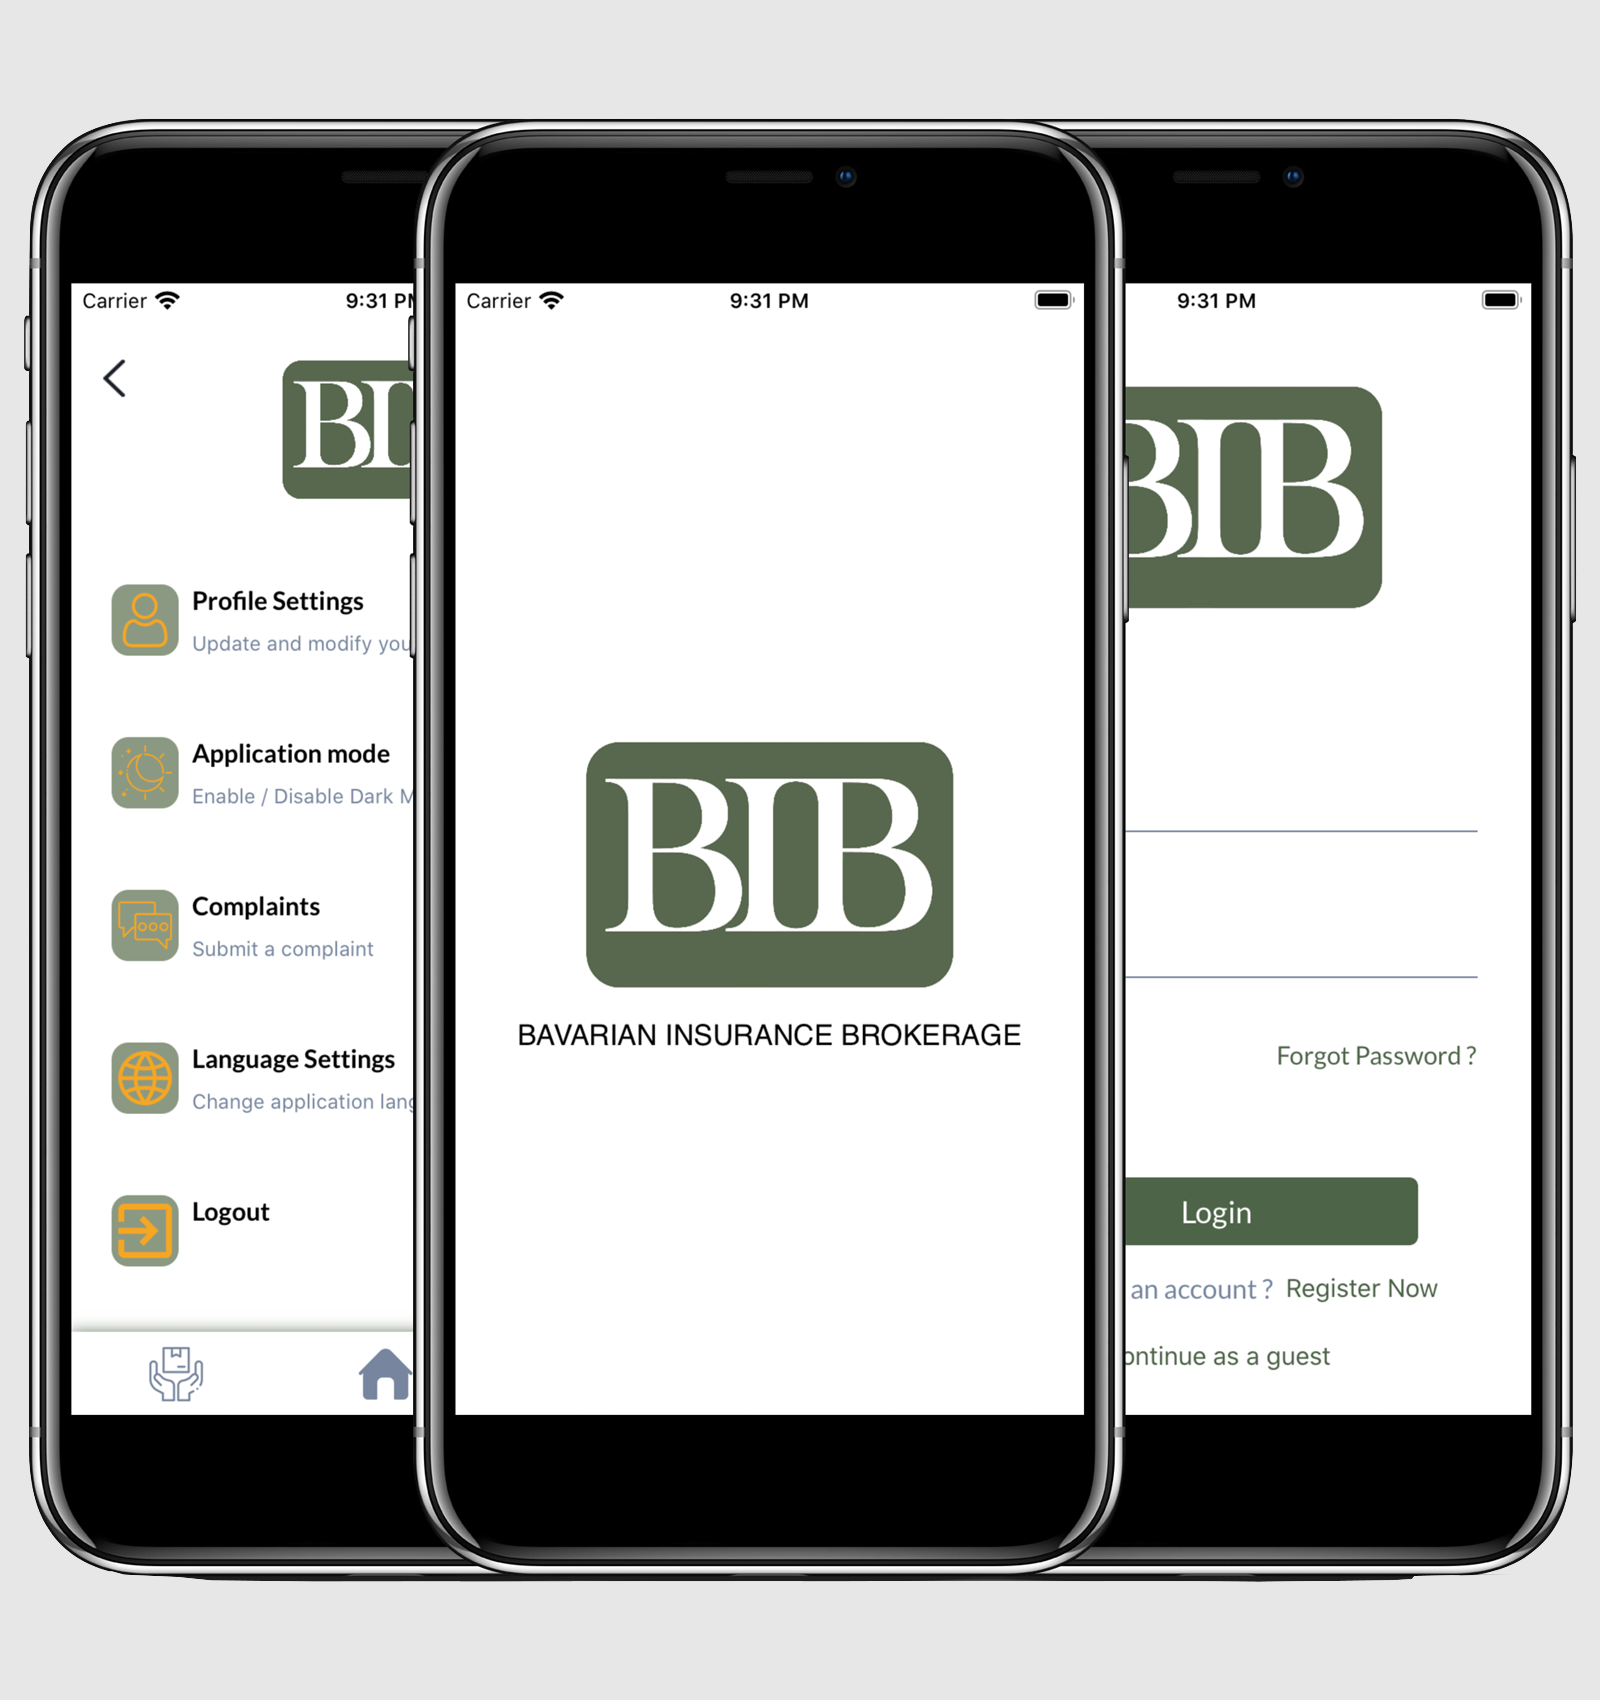 Carrier
9:31 PM
BI
Profile Settings
Update and modify you
Application mode
Enable / Disable Dark M
Complaints
Submit a complaint
Language Settings
Change application lang
Logout
Carrier
9:31 PM
BIB
BAVARIAN INSURANCE BROKERAGE
9:31 PM
BIB
Forgot Password ?
Login
an account ? Register Now
ontinue as a guest